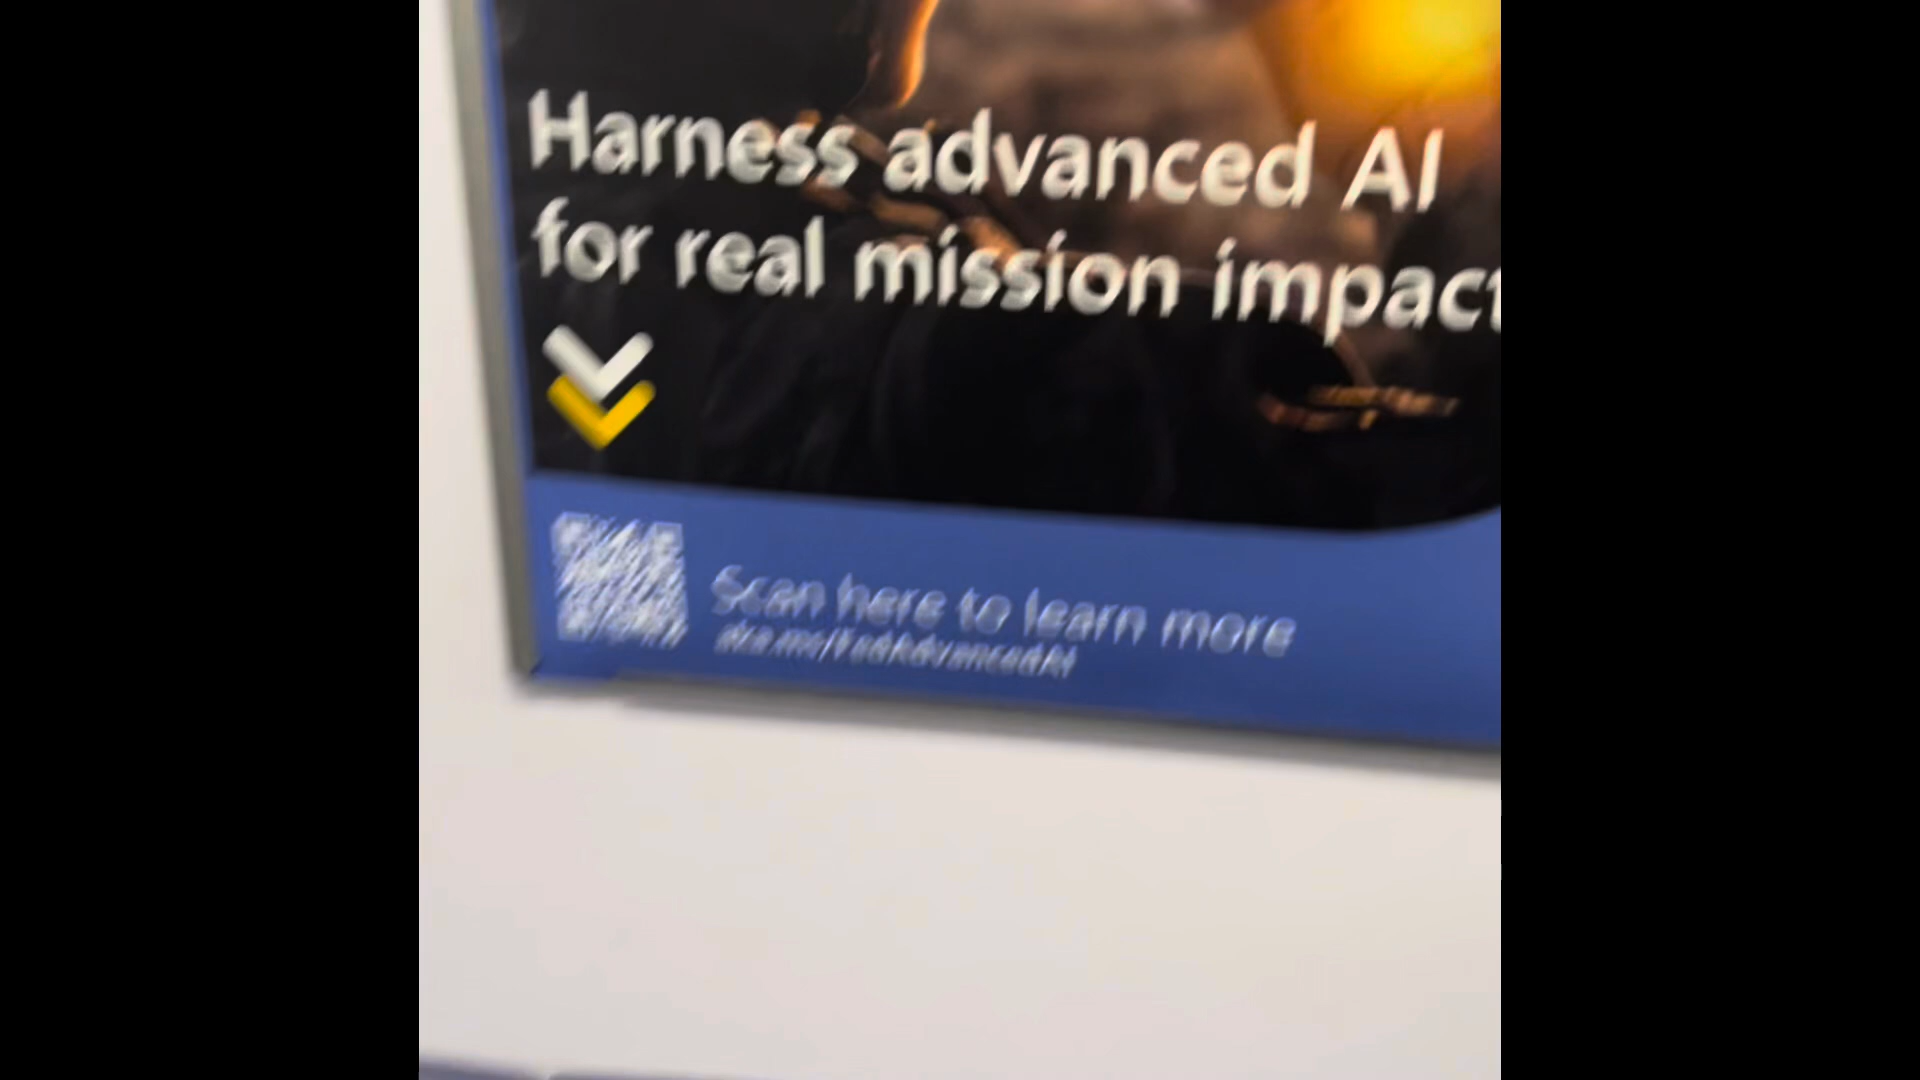 Harness advanced AI
for real mission impact
Scan here to learn more